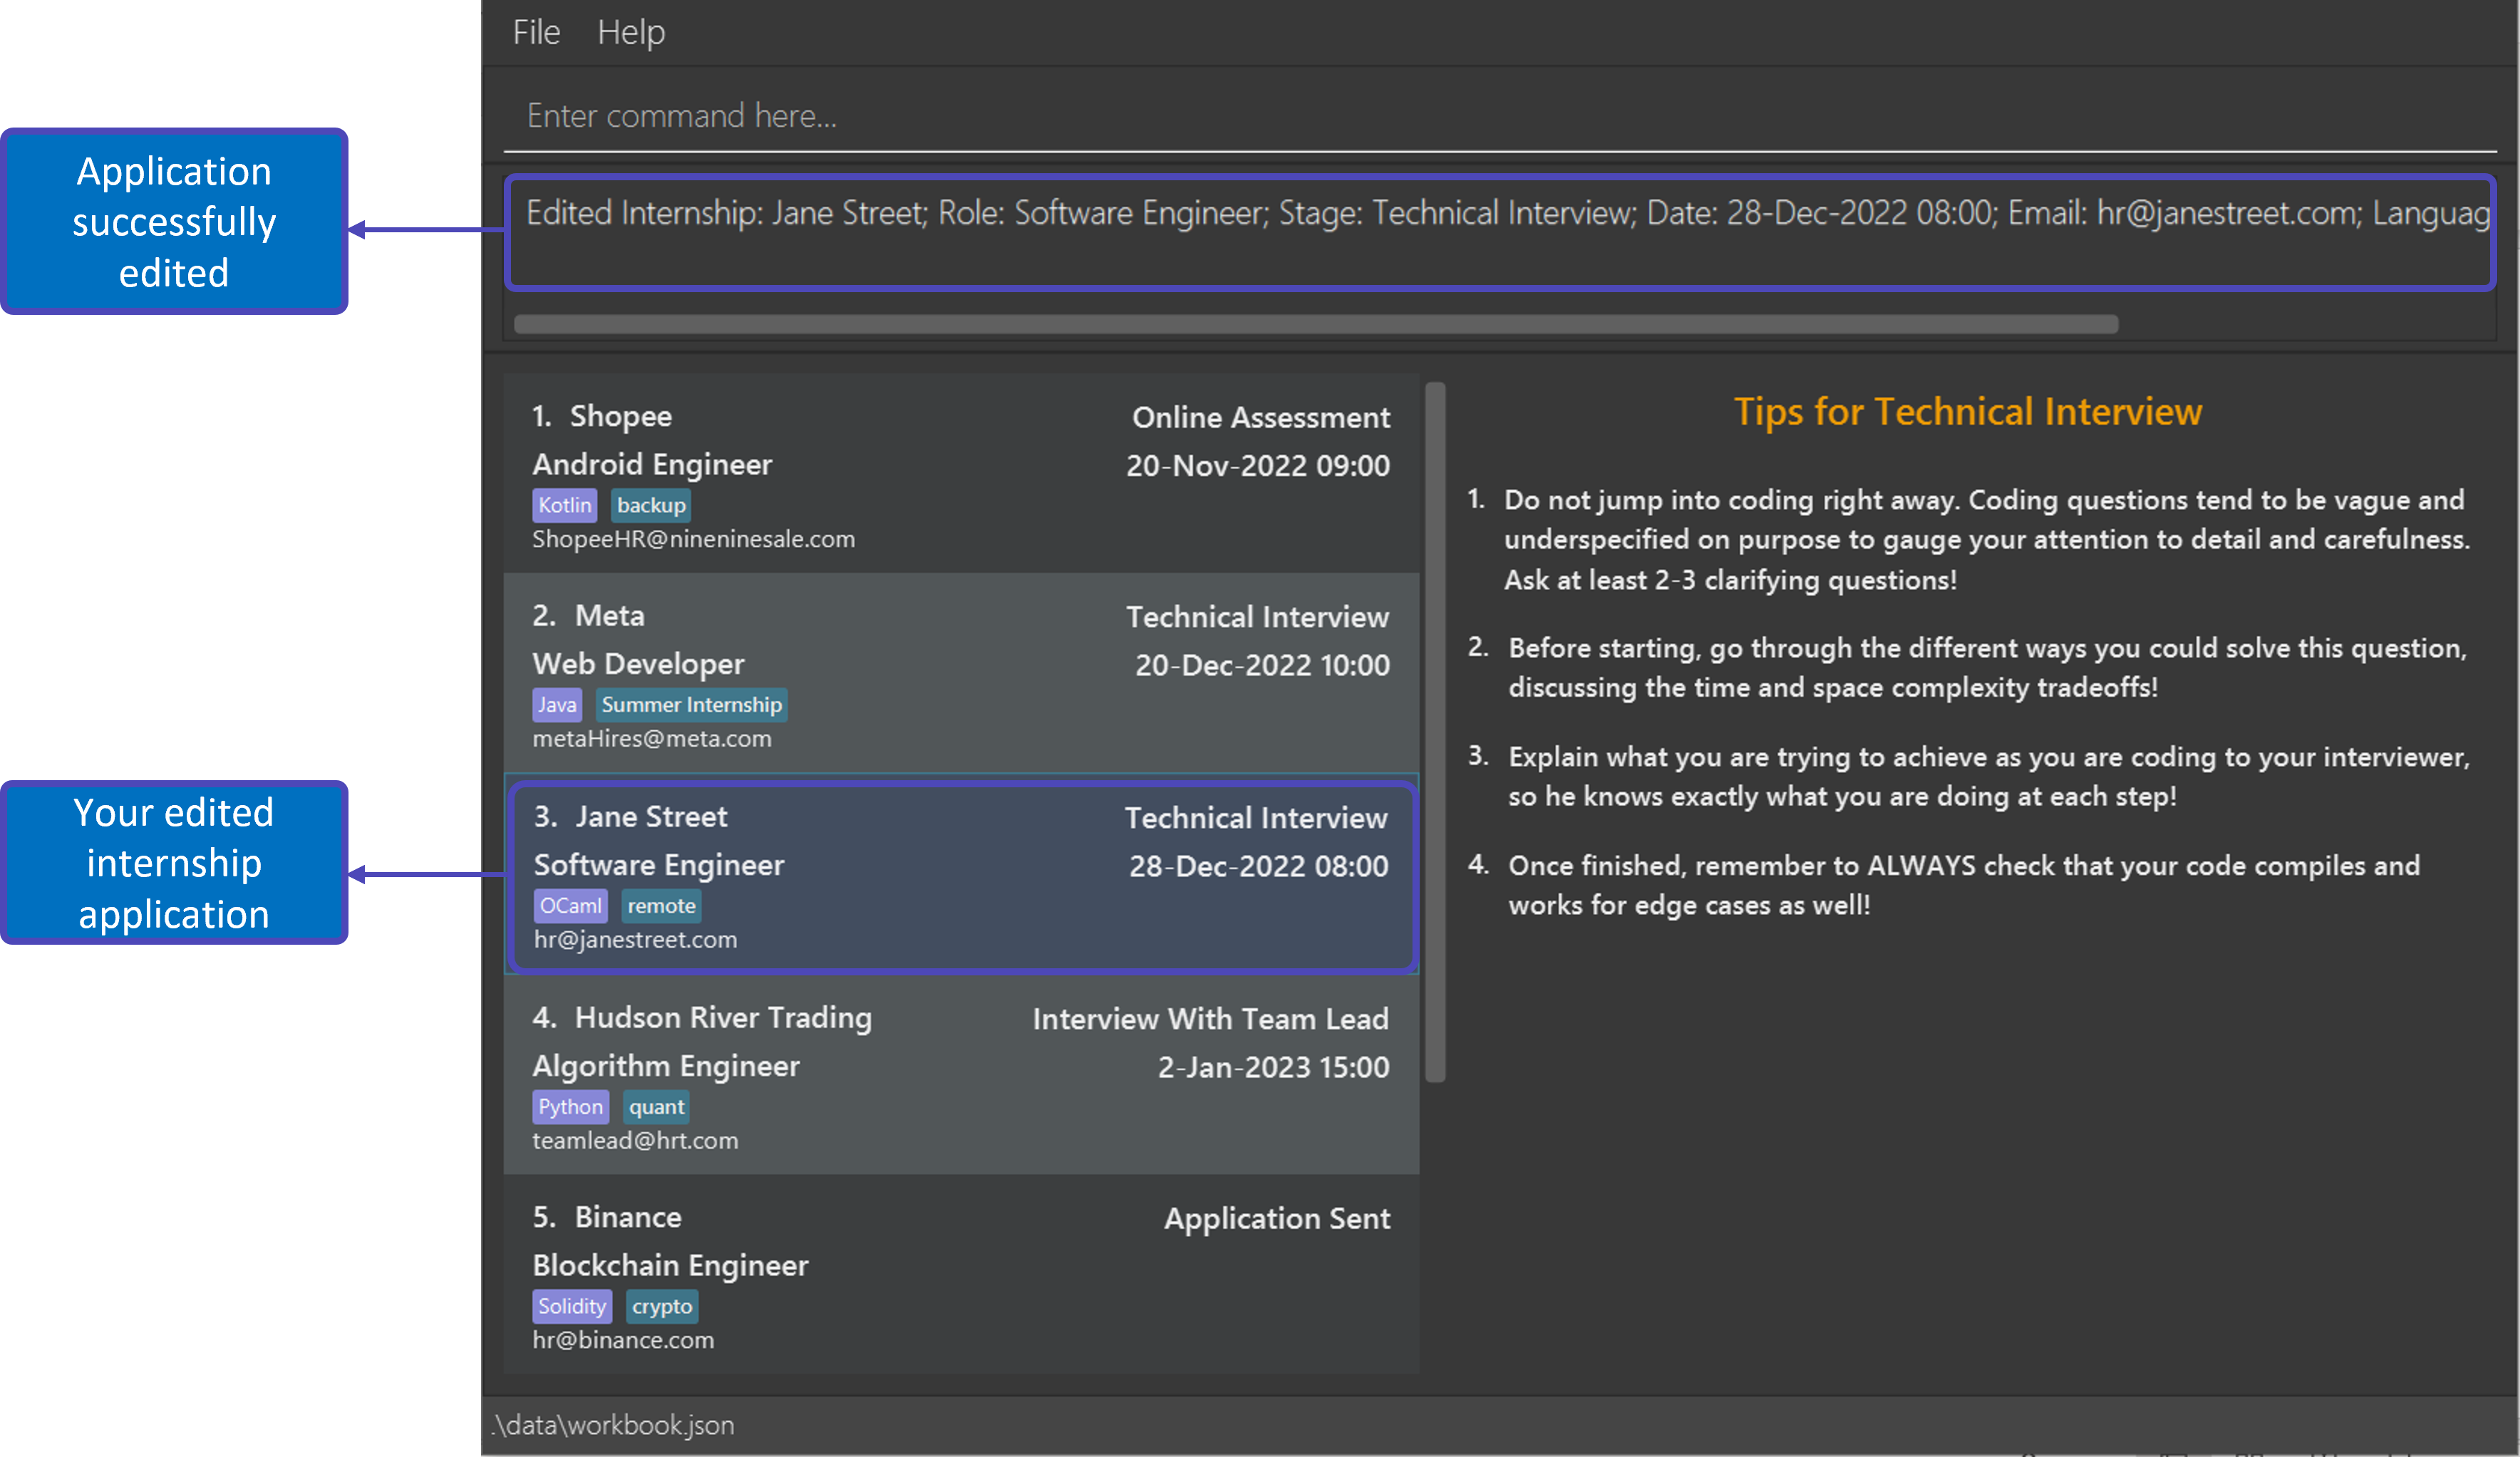 File Help
Enter command here...
Application
successfully
edited
Edited Internship: Jane Street; Role: Software Engineer; Stage: Technical Interview; Date: 28-Dec-2022 08:00; Email: hr@janestreet.com; Languag
1. Shopee
Online Assessment
Android Engineer
20-Nov-2022 09:00
Kotlin backup
ShopeeHR@nineninesale.com
2. Meta
Technical Interview
Web Developer
20-Dec-2022 10:00
Java Summer Internship
metaHires@meta.com
Your edited
internship
application
3. Jane Street
Technical Interview
Software Engineer
28-Dec-2022 08:00
OCaml remote
hr@janestreet.com
4. Hudson River Trading
Interview With Team Lead
Algorithm Engineer
2-Jan-2023 15:00
Python quant
teamlead@hrt.com
5. Binance
Application Sent
Blockchain Engineer
Solidity crypto
hr@binance.com
Tips for Technical Interview
1. Do not jump into coding right away. Coding questions tend to be vague and
underspecified on purpose to gauge your attention to detail and carefulness.
Ask at least 2-3 clarifying questions!
2. Before starting, go through the different ways you could solve this question,
discussing the time and space complexity tradeoffs!
3. Explain what you are trying to achieve as you are coding to your interviewer,
so he knows exactly what you are doing at each step!
4. Once finished, remember to ALWAYS check that your code compiles and
works for edge cases as well!
.\data\workbook.json